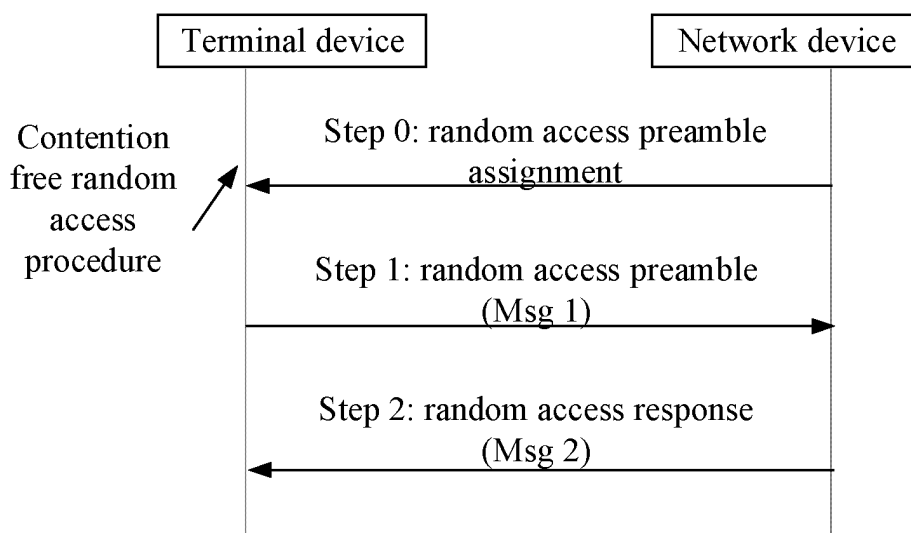 Terminal device
Network device
Contention
free random
access
procedure
Step 0: random access preamble
assignment
Step 1: random access preamble
(Msg 1)
Step 2: random access response
(Msg 2)